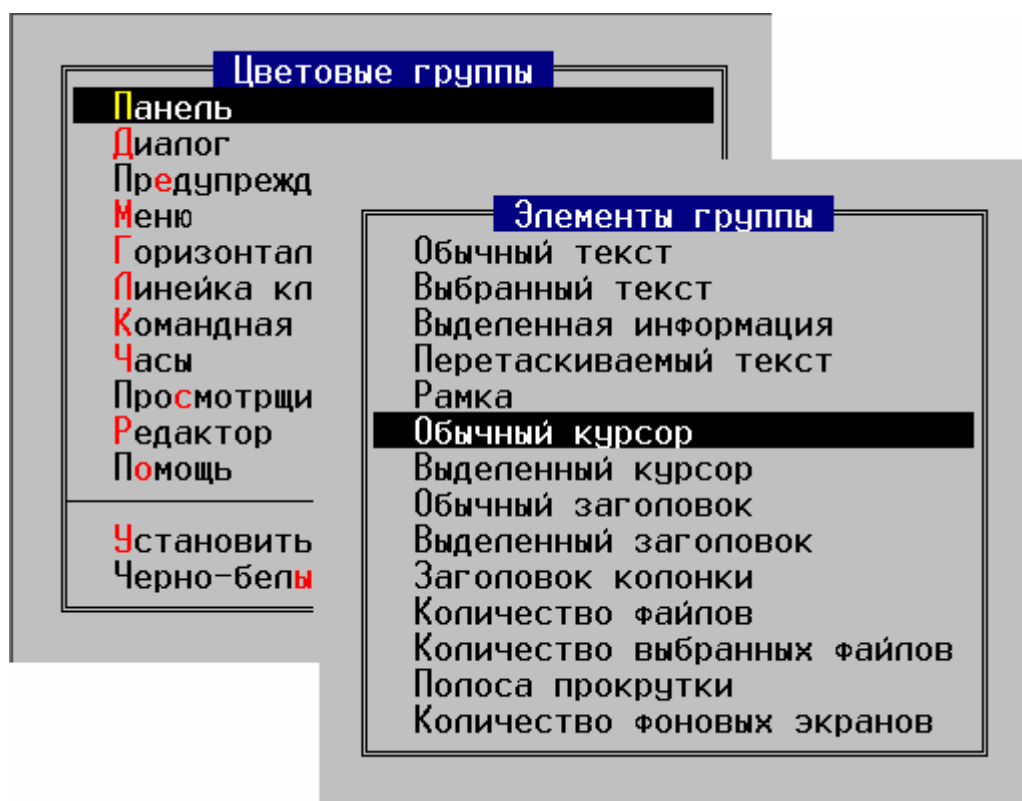 Цветовые группы
Панель
Диалог
Предупрежд
Меню
Горизонтал
Линейка кл
Командная
Часы
Просмотрщи
Редактор
Помощь
Установить
Черно-белы
Элементы группы
Обычный текст
Выбранный текст
Выделенная информация
Перетаскиваемый текст
Рамка
Обычный курсор
Выделенный курсор
Обычный заголовок
Выделенный заголовок
Заголовок колонки
Количество файлов
Количество выбранных файлов
Полоса прокрутки
Количество фоновых экранов